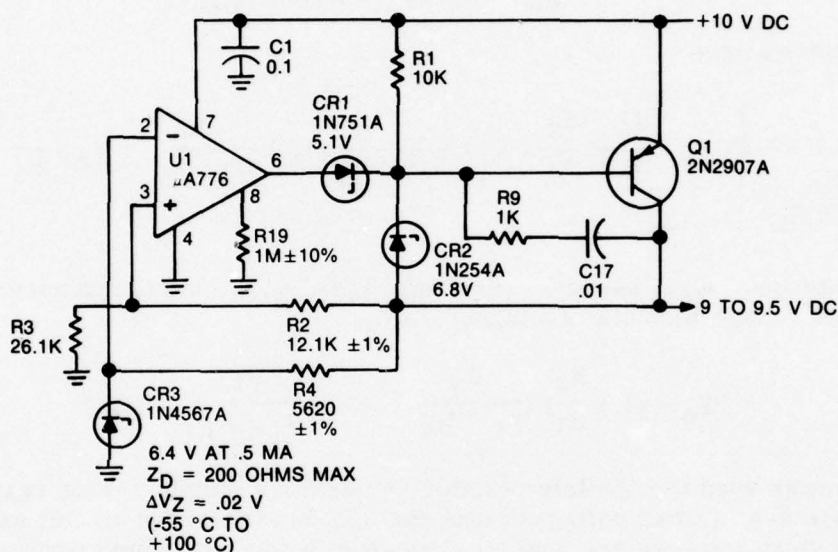 +10 V DC
C1
0.1
R1
10K
CR1
1N751A
5.1V
2
−
7
U1
µA776
6
3
+
8
4
Q1
2N2907A
R9
1K
R19
1M±10%
CR2
1N254A
6.8V
C17
.01
9 TO 9.5 V DC
R3
26.1K
R2
12.1K ±1%
R4
5620
±1%
CR3
1N4567A
6.4 V AT .5 MA
Z_D = 200 OHMS MAX
ΔV_Z = .02 V
(-55 °C TO
+100 °C)